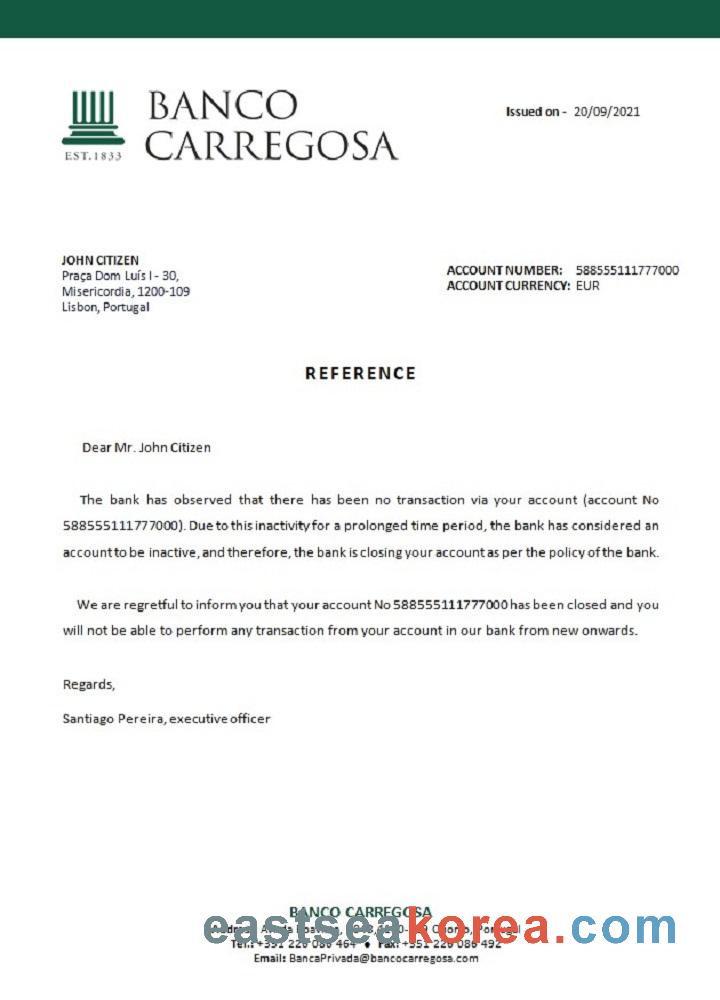 BANCO
CARREGOSA
EST.1833
Issued on - 20/09/2021
JOHN CITIZEN
Praça Dom Luís I - 30,
Misericordia, 1200-109
Lisbon, Portugal
ACCOUNT NUMBER: 588555111777000
ACCOUNT CURRENCY: EUR
REFERENCE
Dear Mr. John Citizen
The bank has observed that there has been no transaction via your account (account No
588555111777000). Due to this inactivity for a prolonged time period, the bank has considered an
account to be inactive, and therefore, the bank is closing your account as per the policy of the bank.
We are regretful to inform you that your account No 588555111777000 has been closed and you
will not be able to perform any transaction from your account in our bank from new onwards.
Regards,
Santiago Pereira, executive officer
BANCO CARREGOSA
eastseakorea.com
Tel.: +351 226 086 464 • Fax: +351 226 086 492
Email: BancaPrivada@bancocarregosa.com